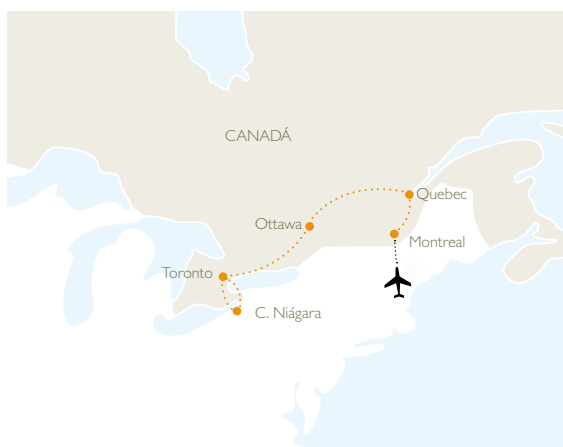 CANADÁ
Quebec
Ottawa
Montreal
Toronto
C. Niágara